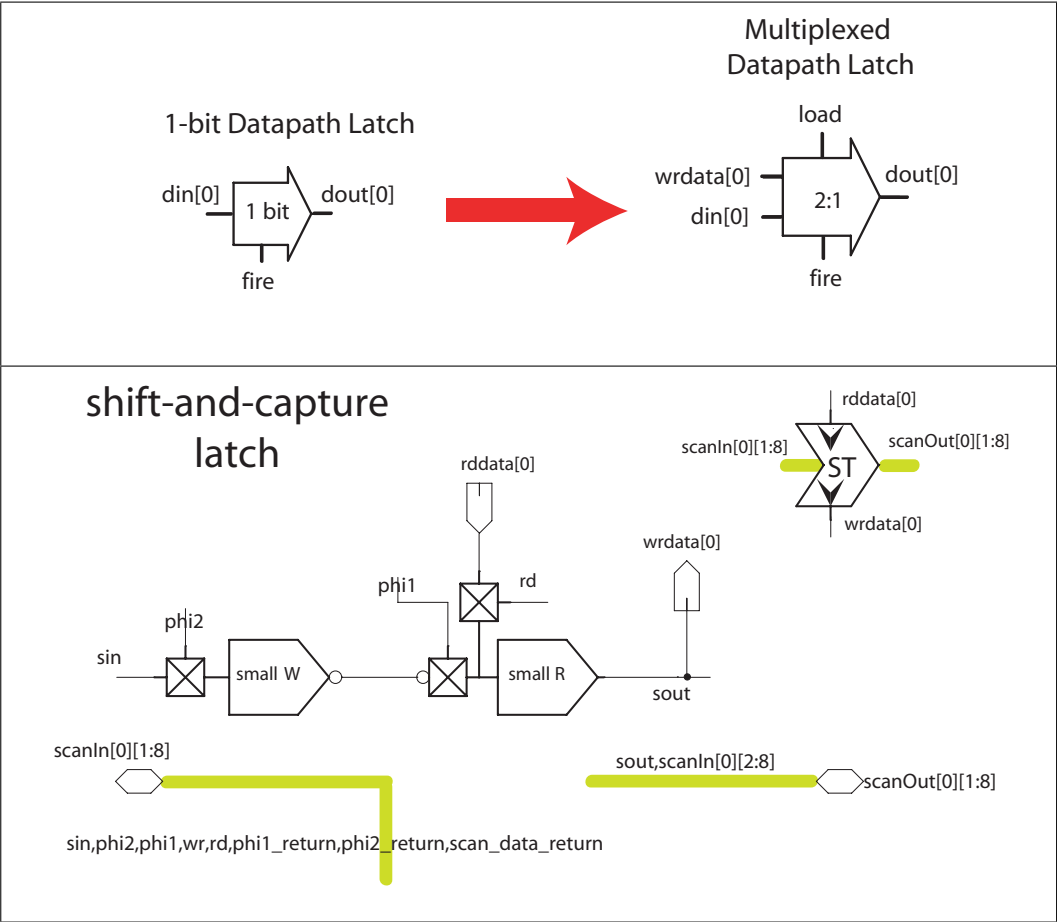 Multiplexed
Datapath Latch
1-bit Datapath Latch
din[0]
1 bit
dout[0]
fire
load
wrdata[0]
din[0]
2:1
dout[0]
fire
shift-and-capture
latch
rddata[0]
scanIn[0][1:8]
ST
scanOut[0][1:8]
wrdata[0]
rddata[0]
wrdata[0]
phi1
rd
phi2
sin
small W
small R
sout
scanIn[0][1:8]
sout,scanIn[0][2:8]
scanOut[0][1:8]
sin,phi2,phi1,wr,rd,phi1_return,phi2_return,scan_data_return